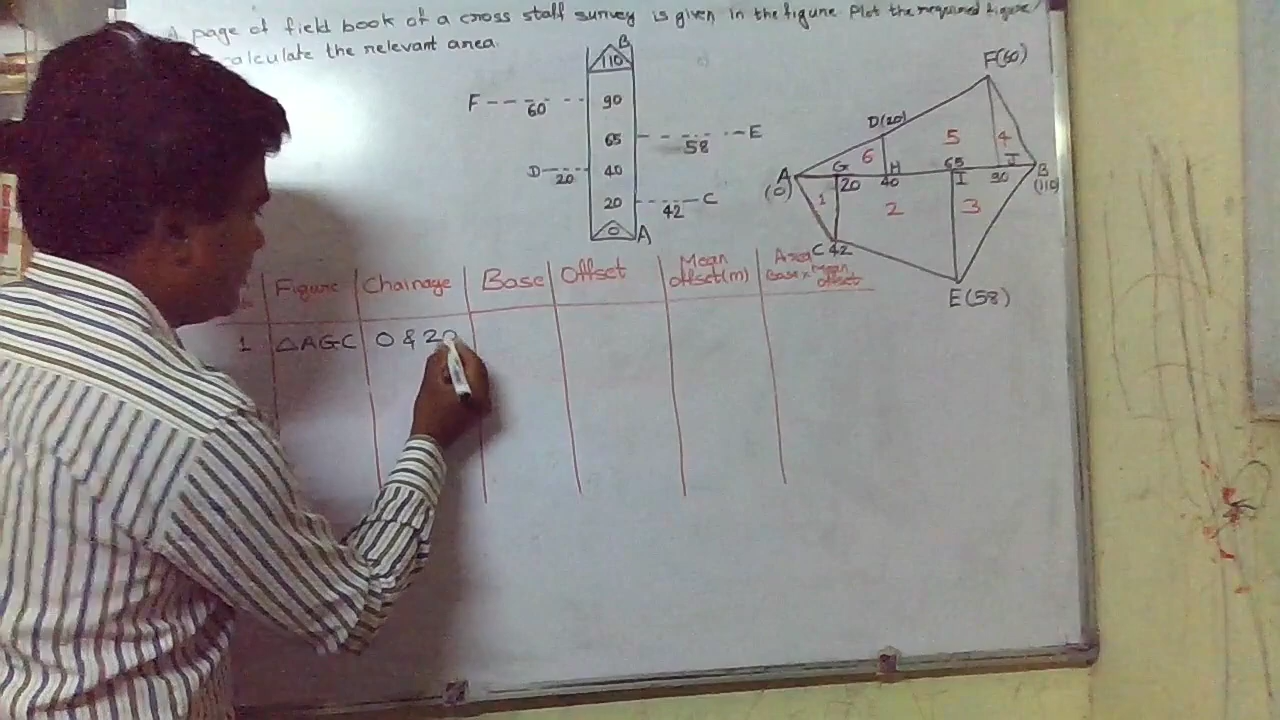 A page of field book of a cross staff survey is given in the figure. Plot the required figure
calculate the relevant area.
B
110
F 60 90
65 58 E
D 20 40
20 42 C
0 A
F(60)
D(20)
5 4
6
A G H 65 J B
(0) 20 40 I 90 (110)
1 2 3
C 42
E (58)
Figure Chainage Base Offset Mean offset(m) Area Base x Mean offset
1 △AGC 0 & 20